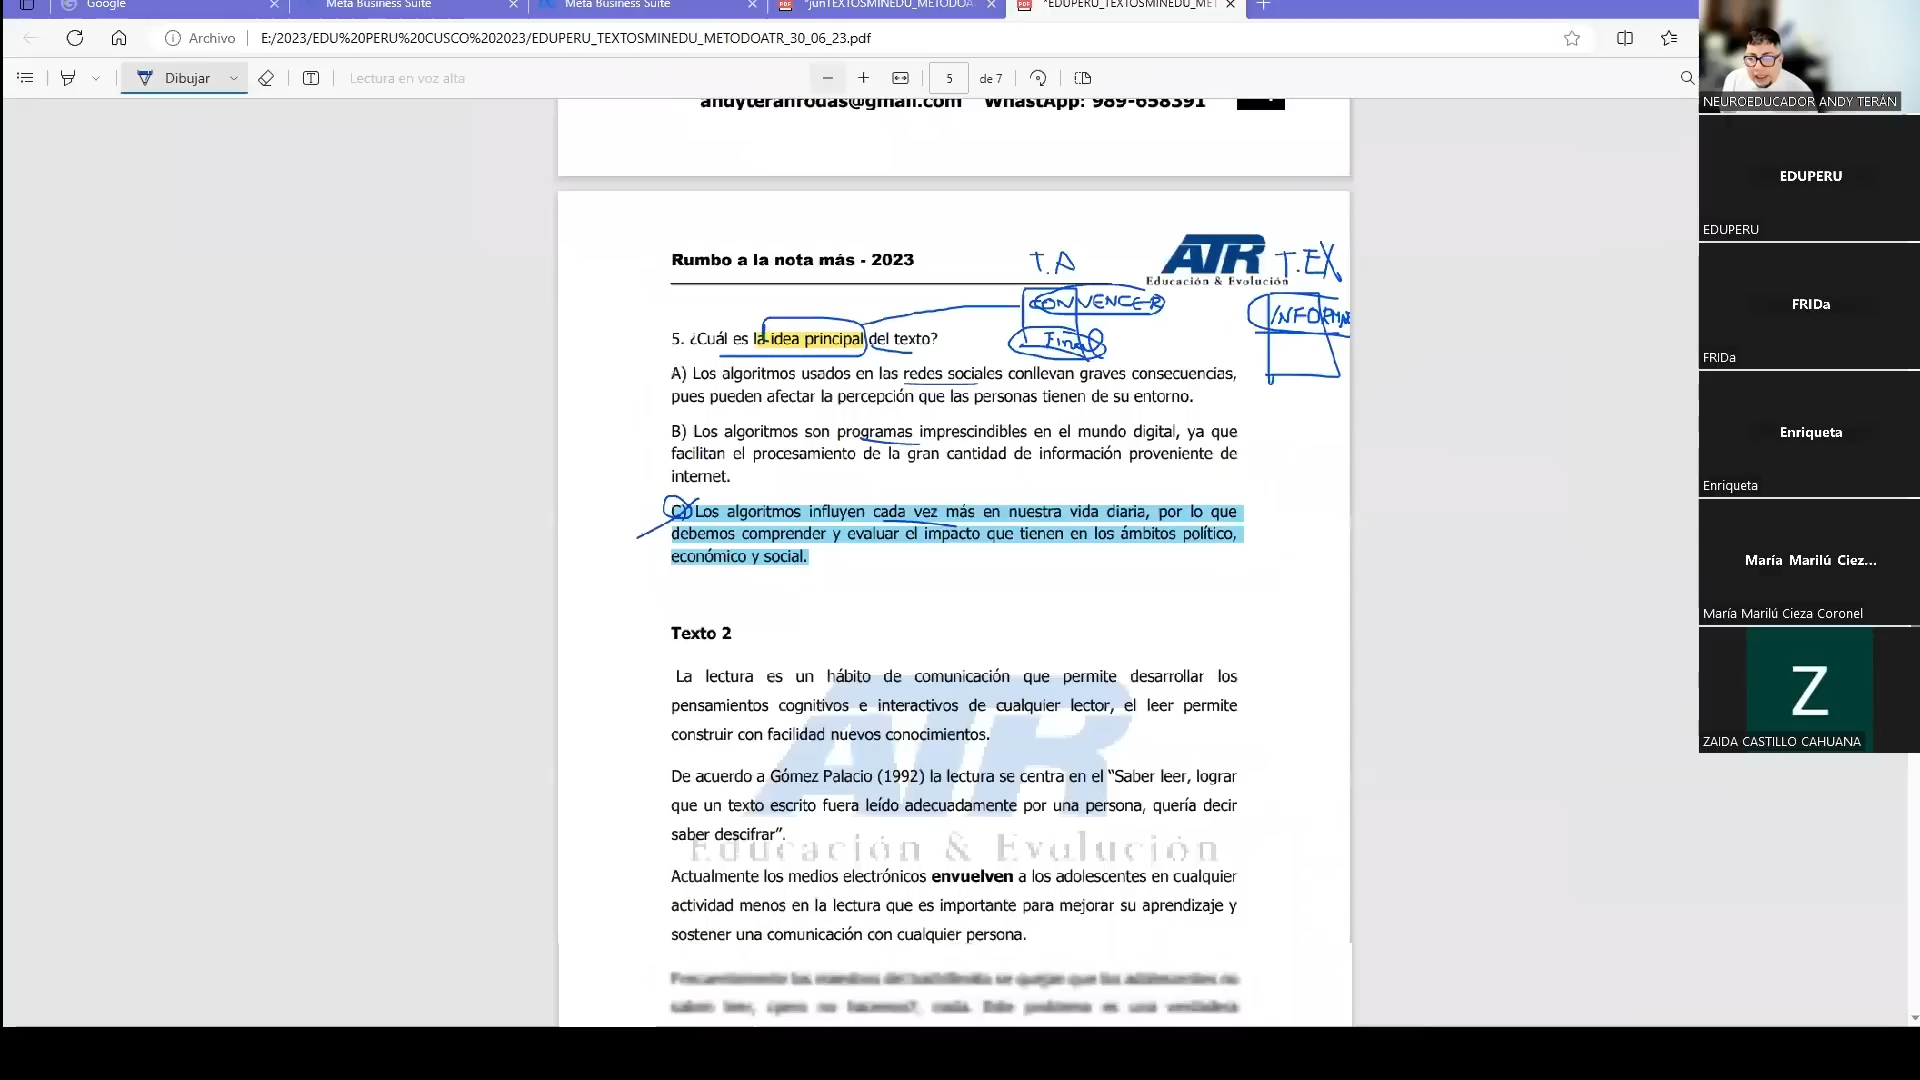 Google
Meta Business Suite
Meta Business Suite
*junTEXTOSMINEDU_METODOA
*EDUPERU_TEXTOSMINEDU_MET
Archivo
E:/2023/EDU%20PERU%20CUSCO%202023/EDUPERU_TEXTOSMINEDU_METODOATR_30_06_23.pdf
Dibujar
Lectura en voz alta
5
de 7
andyteranrodas@gmail.com WhastApp: 989-658391
Rumbo a la nota más - 2023
T.A
ATR
Educación & Evolución
T.EX
CONVENCER
Final
5. ¿Cuál es la idea principal del texto?
A) Los algoritmos usados en las redes sociales conllevan graves consecuencias,
pues pueden afectar la percepción que las personas tienen de su entorno.
B) Los algoritmos son programas imprescindibles en el mundo digital, ya que
facilitan el procesamiento de la gran cantidad de información proveniente de
internet.
C) Los algoritmos influyen cada vez más en nuestra vida diaria, por lo que
debemos comprender y evaluar el impacto que tienen en los ámbitos político,
económico y social.
Texto 2
La lectura es un hábito de comunicación que permite desarrollar los
pensamientos cognitivos e interactivos de cualquier lector, el leer permite
construir con facilidad nuevos conocimientos.
De acuerdo a Gómez Palacio (1992) la lectura se centra en el “Saber leer, lograr
que un texto escrito fuera leído adecuadamente por una persona, quería decir
saber descifrar”.
ATR
Educación & Evolución
Actualmente los medios electrónicos envuelven a los adolescentes en cualquier
actividad menos en la lectura que es importante para mejorar su aprendizaje y
sostener una comunicación con cualquier persona.
NEUROEDUCADOR ANDY TERÁN
EDUPERU
EDUPERU
FRIDa
FRIDa
Enriqueta
Enriqueta
María Marilú Ciez...
María Marilú Cieza Coronel
Z
ZAIDA CASTILLO CAHUANA